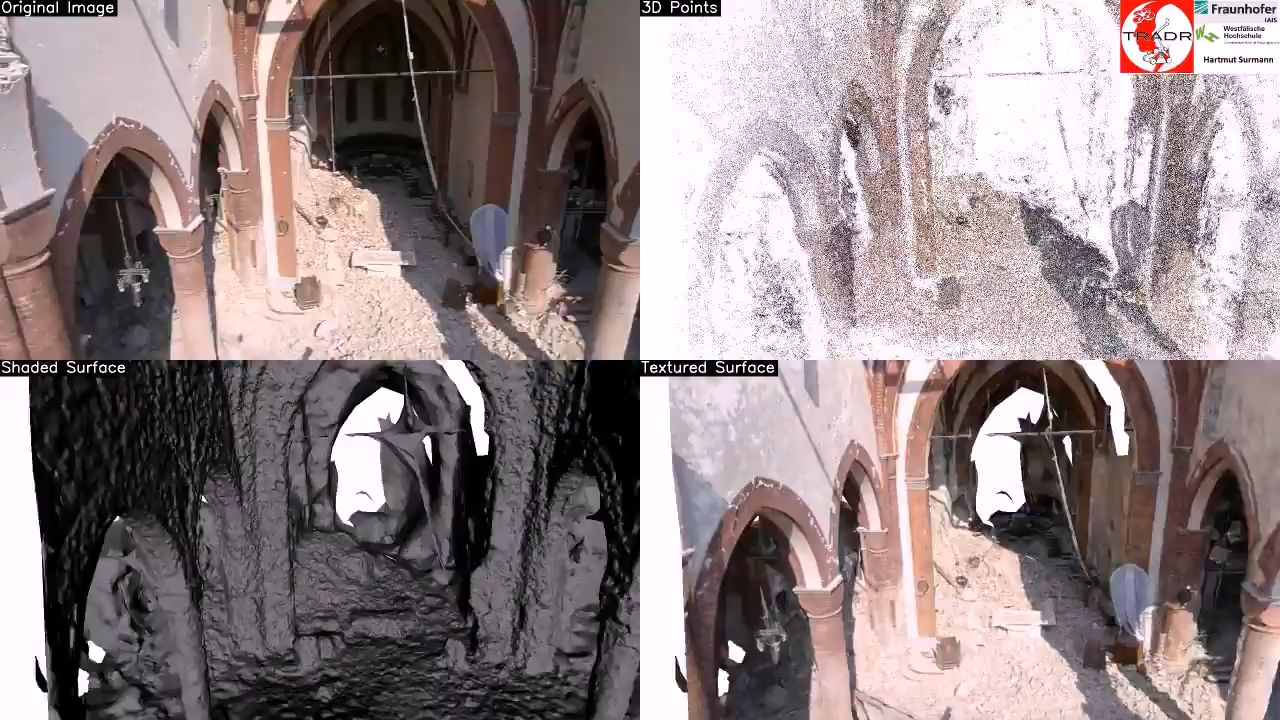 Original Image
3D Points
TRADR
Fraunhofer
IAIS
Westfälische
Hochschule
Hartmut Surmann
Shaded Surface
Textured Surface